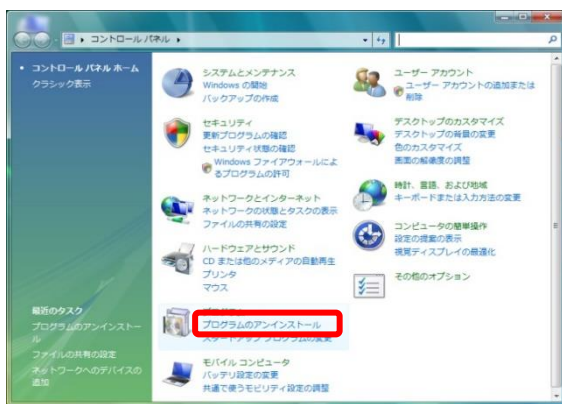 コントロール パネル
コントロール パネル ホーム
クラシック表示
システムとメンテナンス
Windows の開始
バックアップの作成
セキュリティ
更新プログラムの確認
セキュリティ状態の確認
Windows ファイアウォールによ
るプログラムの許可
ネットワークとインターネット
ネットワークの状態とタスクの表示
ファイルの共有の設定
ハードウェアとサウンド
CD または他のメディアの自動再生
プリンタ
マウス
プログラムのアンインストール
スタートアップ プログラムの変更
モバイル コンピュータ
バッテリ設定の変更
共通で使うモビリティ設定の調整
ユーザー アカウント
ユーザー アカウントの追加または
削除
デスクトップのカスタマイズ
デスクトップの背景の変更
色のカスタマイズ
画面の解像度の調整
時計、言語、および地域
キーボードまたは入力方法の変更
コンピュータの簡単操作
設定の提案の表示
視覚ディスプレイの最適化
その他のオプション
最近のタスク
プログラムのアンインストー
ル
ファイルの共有の設定
ネットワークへのデバイスの
追加